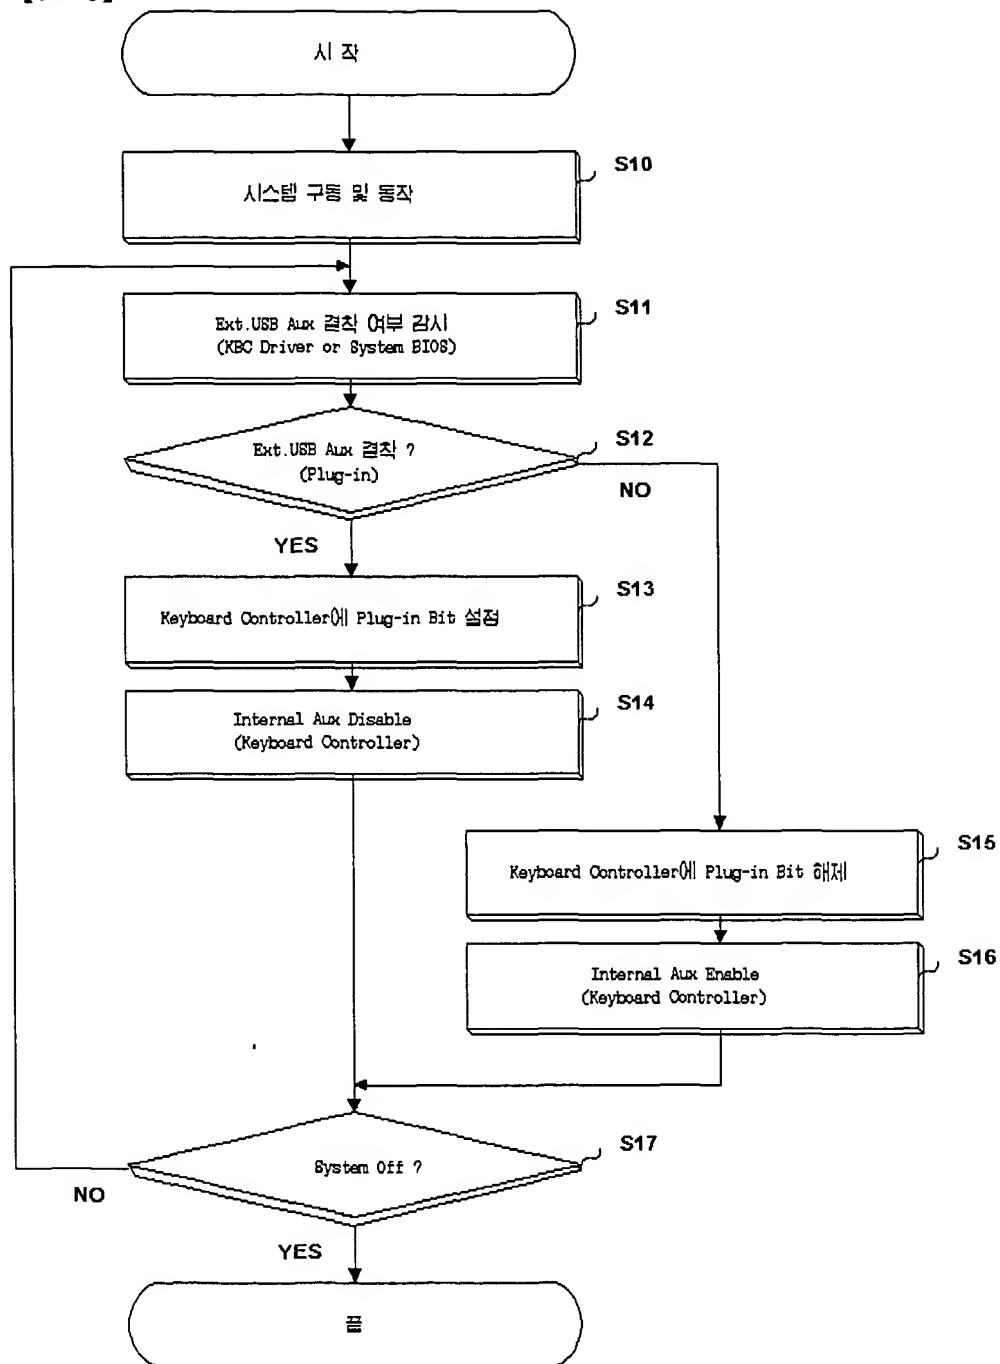 시 작
S10
시스템 구동 및 동작
S11
Ext.USB Aux 결착 여부 감시
(KBC Driver or System BIOS)
S12
Ext.USB Aux 결착 ?
(Plug-in)
NO
YES
S13
Keyboard Controller에 Plug-in Bit 설정
S14
Internal Aux Disable
(Keyboard Controller)
S15
Keyboard Controller에 Plug-in Bit 해제
S16
Internal Aux Enable
(Keyboard Controller)
S17
System Off ?
NO
YES
끝